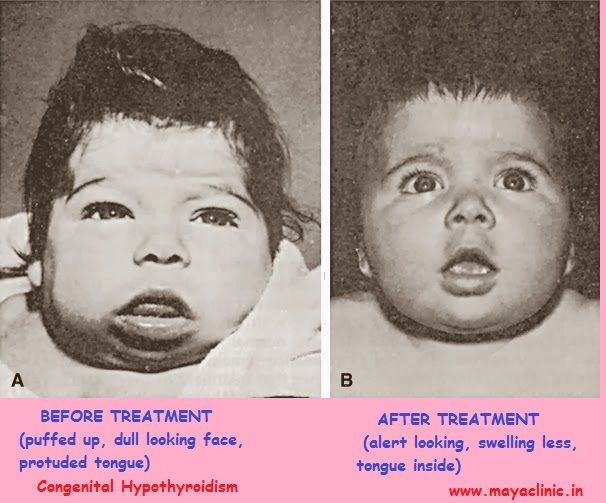 A
B
BEFORE TREATMENT
(puffed up, dull looking face,
protuded tongue)
Congenital Hypothyroidism
AFTER TREATMENT
(alert looking, swelling less,
tongue inside)
www.mayaclinic.in